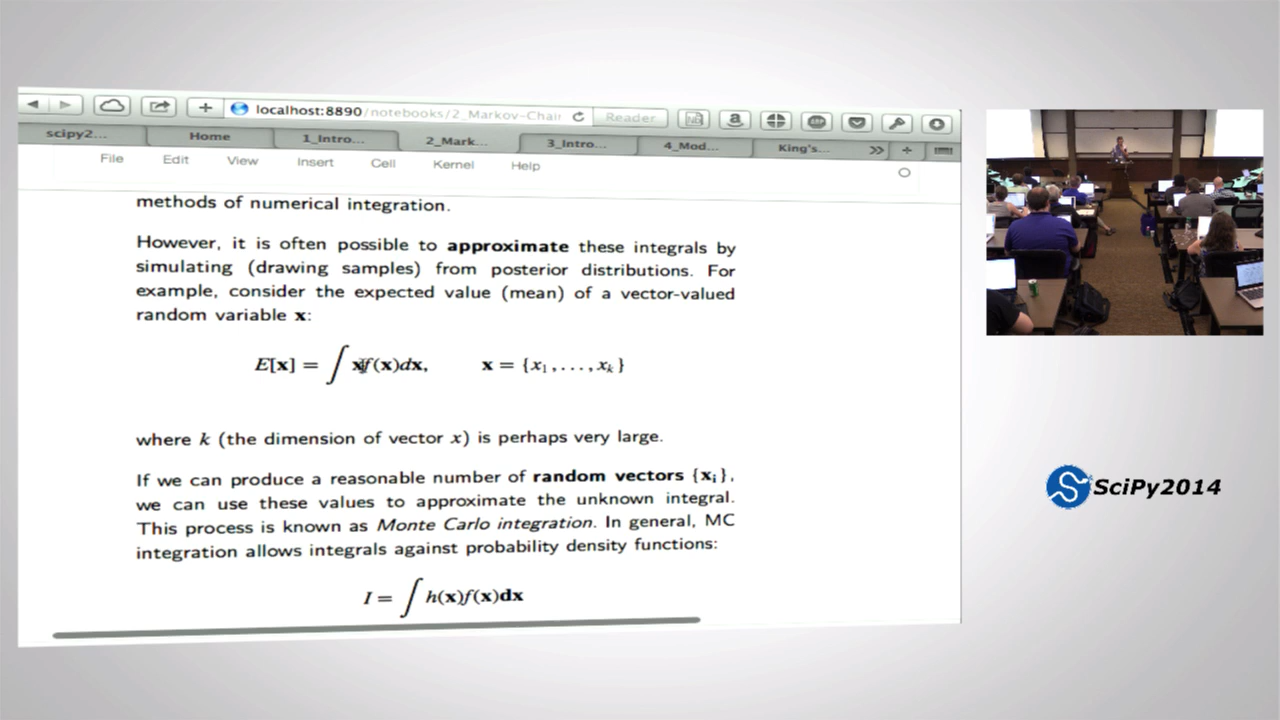 localhost:8890/notebooks/2_Markov-Chair
Reader
scipy2...
Home
1_Intro...
2_Mark...
3_Intro...
4_Mod...
King's...
File Edit View Insert Cell Kernel Help
methods of numerical integration.
However, it is often possible to approximate these integrals by
simulating (drawing samples) from posterior distributions. For
example, consider the expected value (mean) of a vector-valued
random variable x:
E[x] = ∫ xf(x)dx, x = {x₁, . . . , xₖ}
where k (the dimension of vector x) is perhaps very large.
If we can produce a reasonable number of random vectors {xᵢ},
we can use these values to approximate the unknown integral.
This process is known as Monte Carlo integration. In general, MC
integration allows integrals against probability density functions:
I = ∫ h(x)f(x)dx
SciPy2014